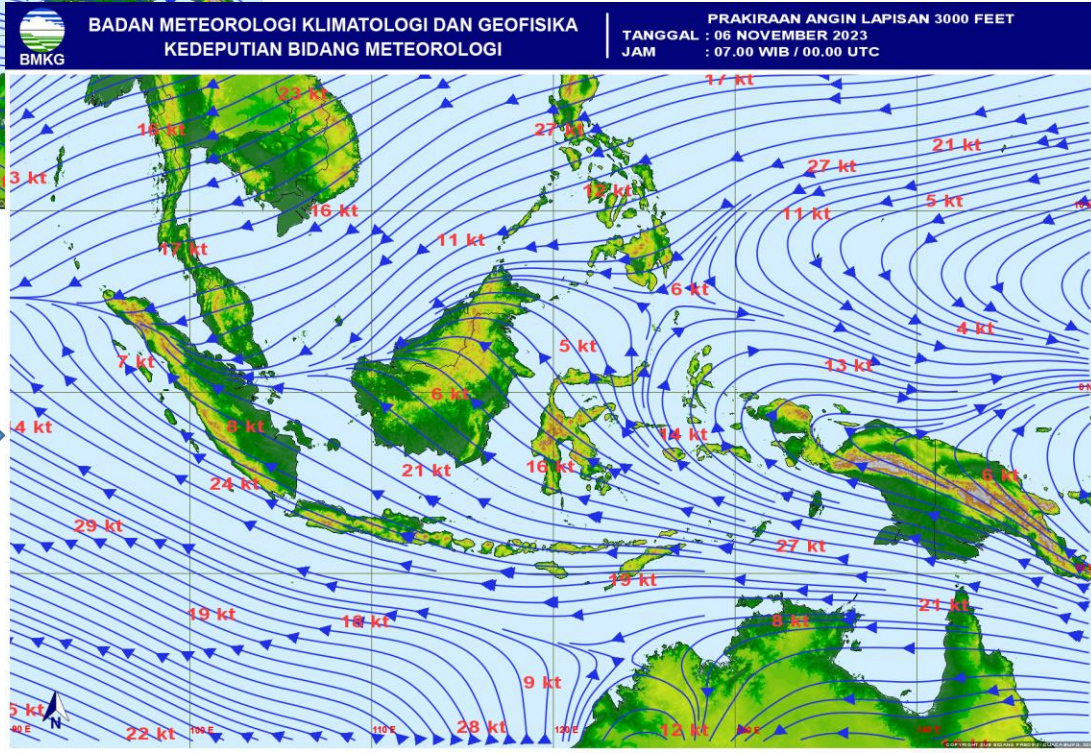 BMKG
BADAN METEOROLOGI KLIMATOLOGI DAN GEOFISIKA
KEDEPUTIAN BIDANG METEOROLOGI
PRAKIRAAN ANGIN LAPISAN 3000 FEET
TANGGAL : 06 NOVEMBER 2023
JAM : 07.00 WIB / 00.00 UTC
17 kt
23 kt
16 kt
27 kt
21 kt
27 kt
3 kt
12 kt
5 kt
16 kt
11 kt
11 kt
17 kt
6 kt
4 kt
5 kt
7 kt
13 kt
6 kt
8 kt
14 kt
4 kt
21 kt
16 kt
6 kt
24 kt
29 kt
27 kt
19 kt
21 kt
19 kt
18 kt
8 kt
9 kt
5 kt
N
22 kt
100 E
110 E
28 kt
120 E
12 kt